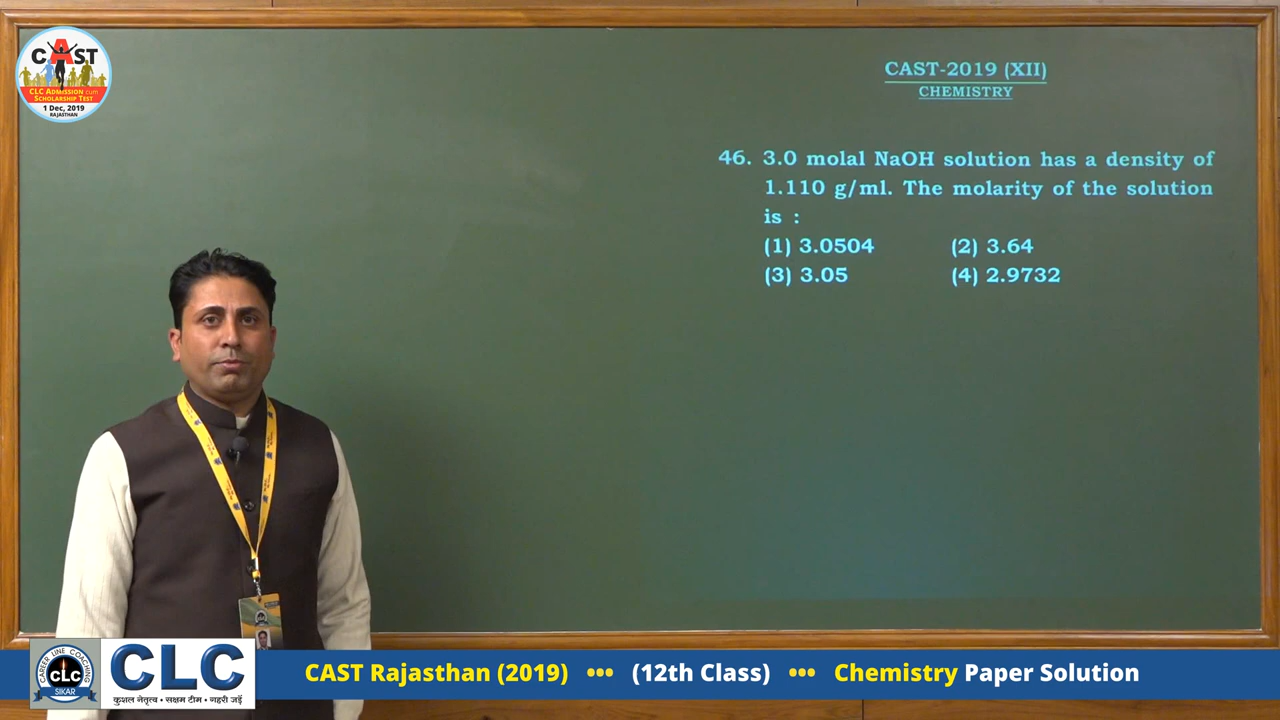 CAST
CLC ADMISSION cum
SCHOLARSHIP TEST
1 Dec, 2019
RAJASTHAN
CAST-2019 (XII)
CHEMISTRY
46. 3.0 molal NaOH solution has a density of
1.110 g/ml. The molarity of the solution
is :
(1) 3.0504 (2) 3.64
(3) 3.05 (4) 2.9732
CAREER LINE COACHING
CLC
SIKAR
CLC
कुशल नेतृत्व • सक्षम टीम • गहरी जड़ें
CAST Rajasthan (2019) ••• (12th Class) ••• Chemistry Paper Solution